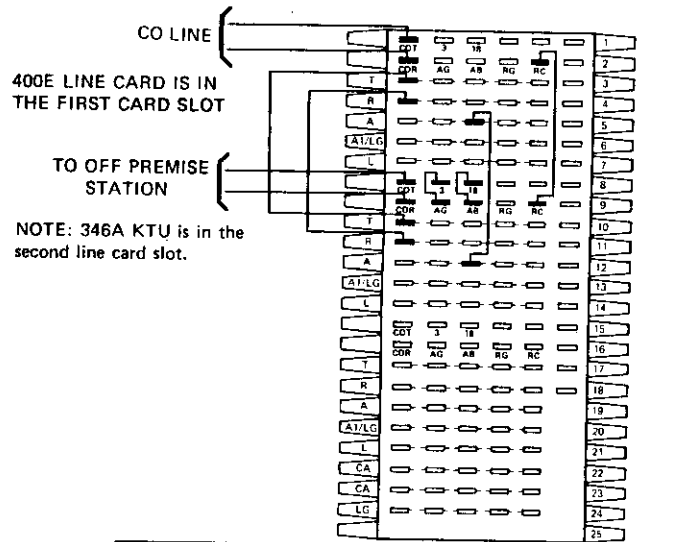 CO LINE
400E LINE CARD IS IN
THE FIRST CARD SLOT
TO OFF PREMISE
STATION
NOTE: 346A KTU is in the
second line card slot.
COT 3 18 1
COR AG AB RG RC 2
T 3
R 4
A 5
A1/LG 6
L 7
COT 3 18 8
COR AG AB RG RC 9
T 10
R 11
A 12
A1/LG 13
L 14
COT 3 18 15
COR AG AB RG RC 16
T 17
R 18
A 19
A1/LG 20
L 21
CA 22
CA 23
LG 24
25